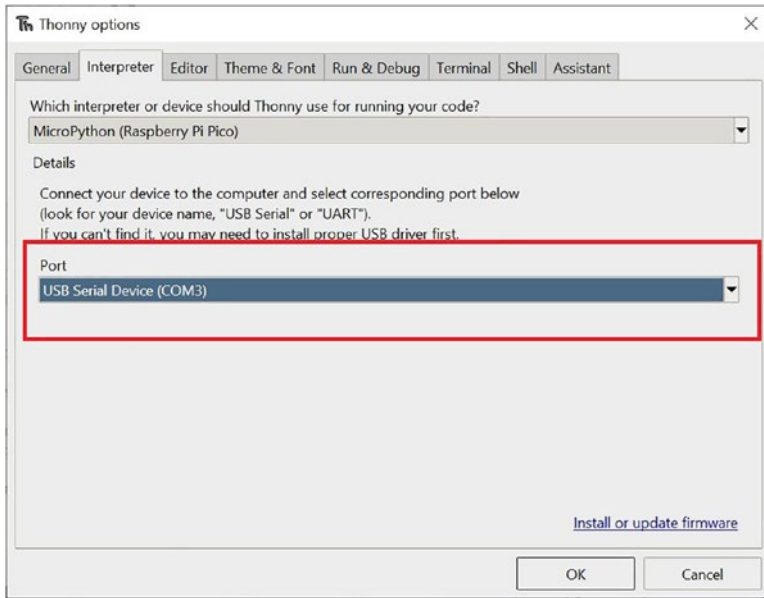 Thonny options
General Interpreter Editor Theme & Font Run & Debug Terminal Shell Assistant
Which interpreter or device should Thonny use for running your code?
MicroPython (Raspberry Pi Pico)
Details
Connect your device to the computer and select corresponding port below
(look for your device name, "USB Serial" or "UART").
If you can't find it, you may need to install proper USB driver first.
Port
USB Serial Device (COM3)
Install or update firmware
OK Cancel